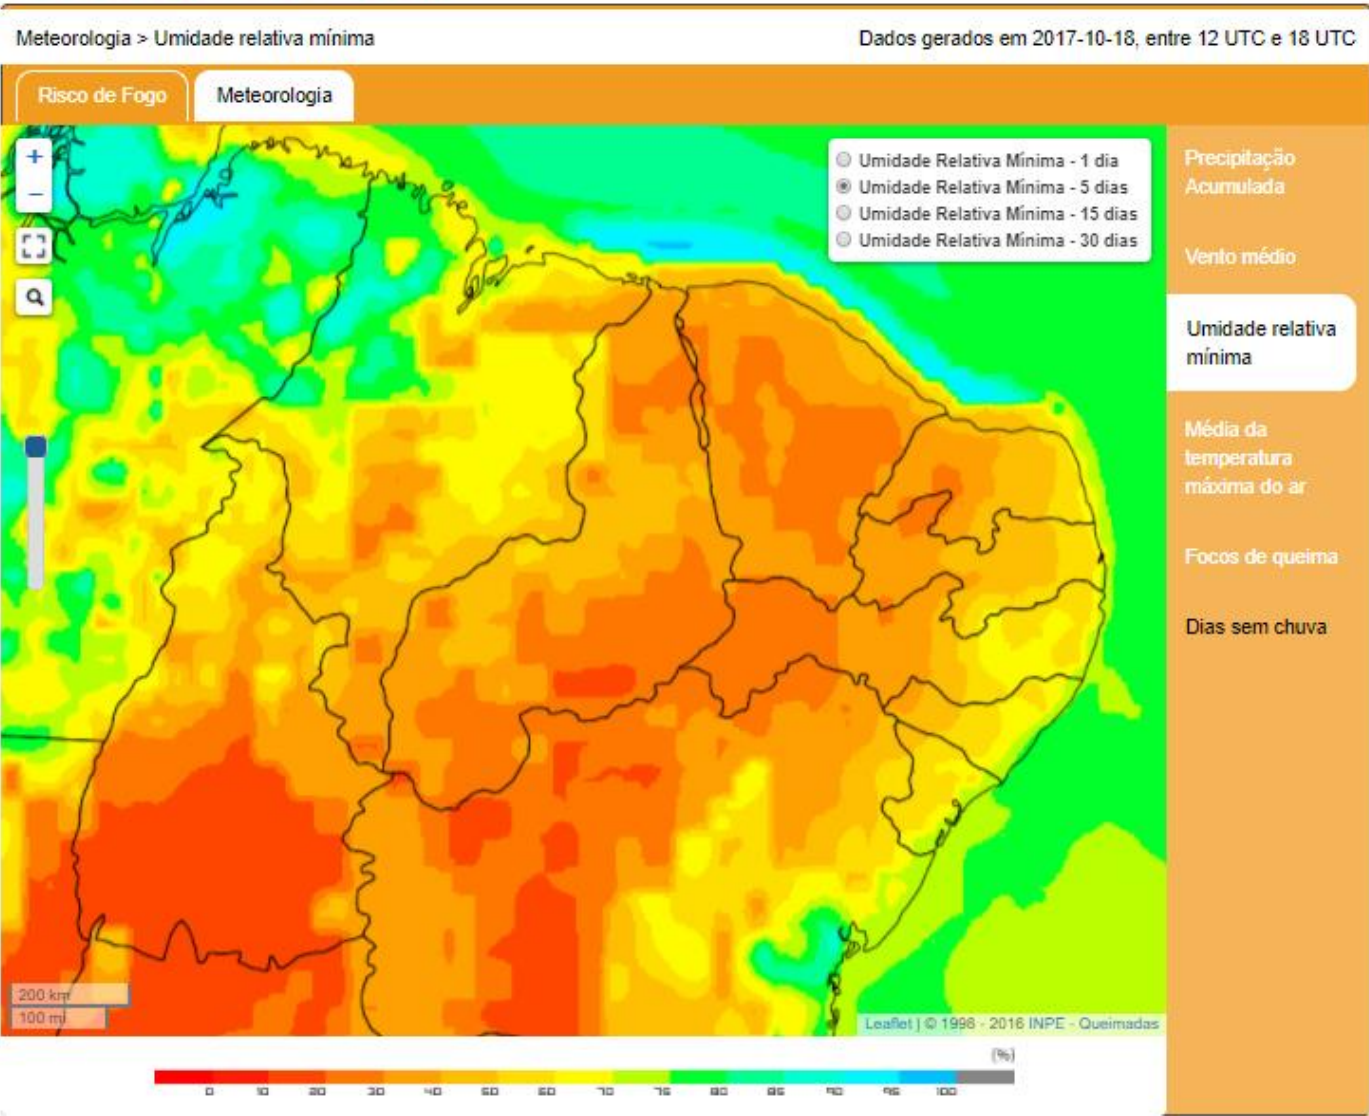 Meteorologia > Umidade relativa mínima
Dados gerados em 2017-10-18, entre 12 UTC e 18 UTC
Risco de Fogo
Meteorologia
+
−
Umidade Relativa Mínima - 1 dia
Umidade Relativa Mínima - 5 dias
Umidade Relativa Mínima - 15 dias
Umidade Relativa Mínima - 30 dias
Precipitação
Acumulada
Vento médio
Umidade relativa
mínima
Média da
temperatura
máxima do ar
Focos de queima
Dias sem chuva
200 km
100 mi
Leaflet | © 1998 - 2016 INPE - Queimadas
(%)
0 10 20 30 40 50 60 70 75 80 85 90 95 100